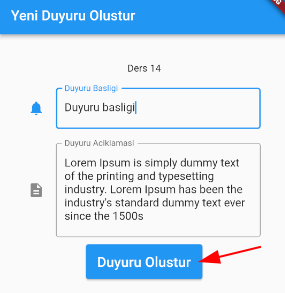 Yeni Duyuru Olustur
Ders 14
Duyuru Basligi
Duyuru basligi
Duyuru Aciklamasi
Lorem Ipsum is simply dummy text
of the printing and typesetting
industry. Lorem Ipsum has been the
industry's standard dummy text ever
since the 1500s
Duyuru Olustur